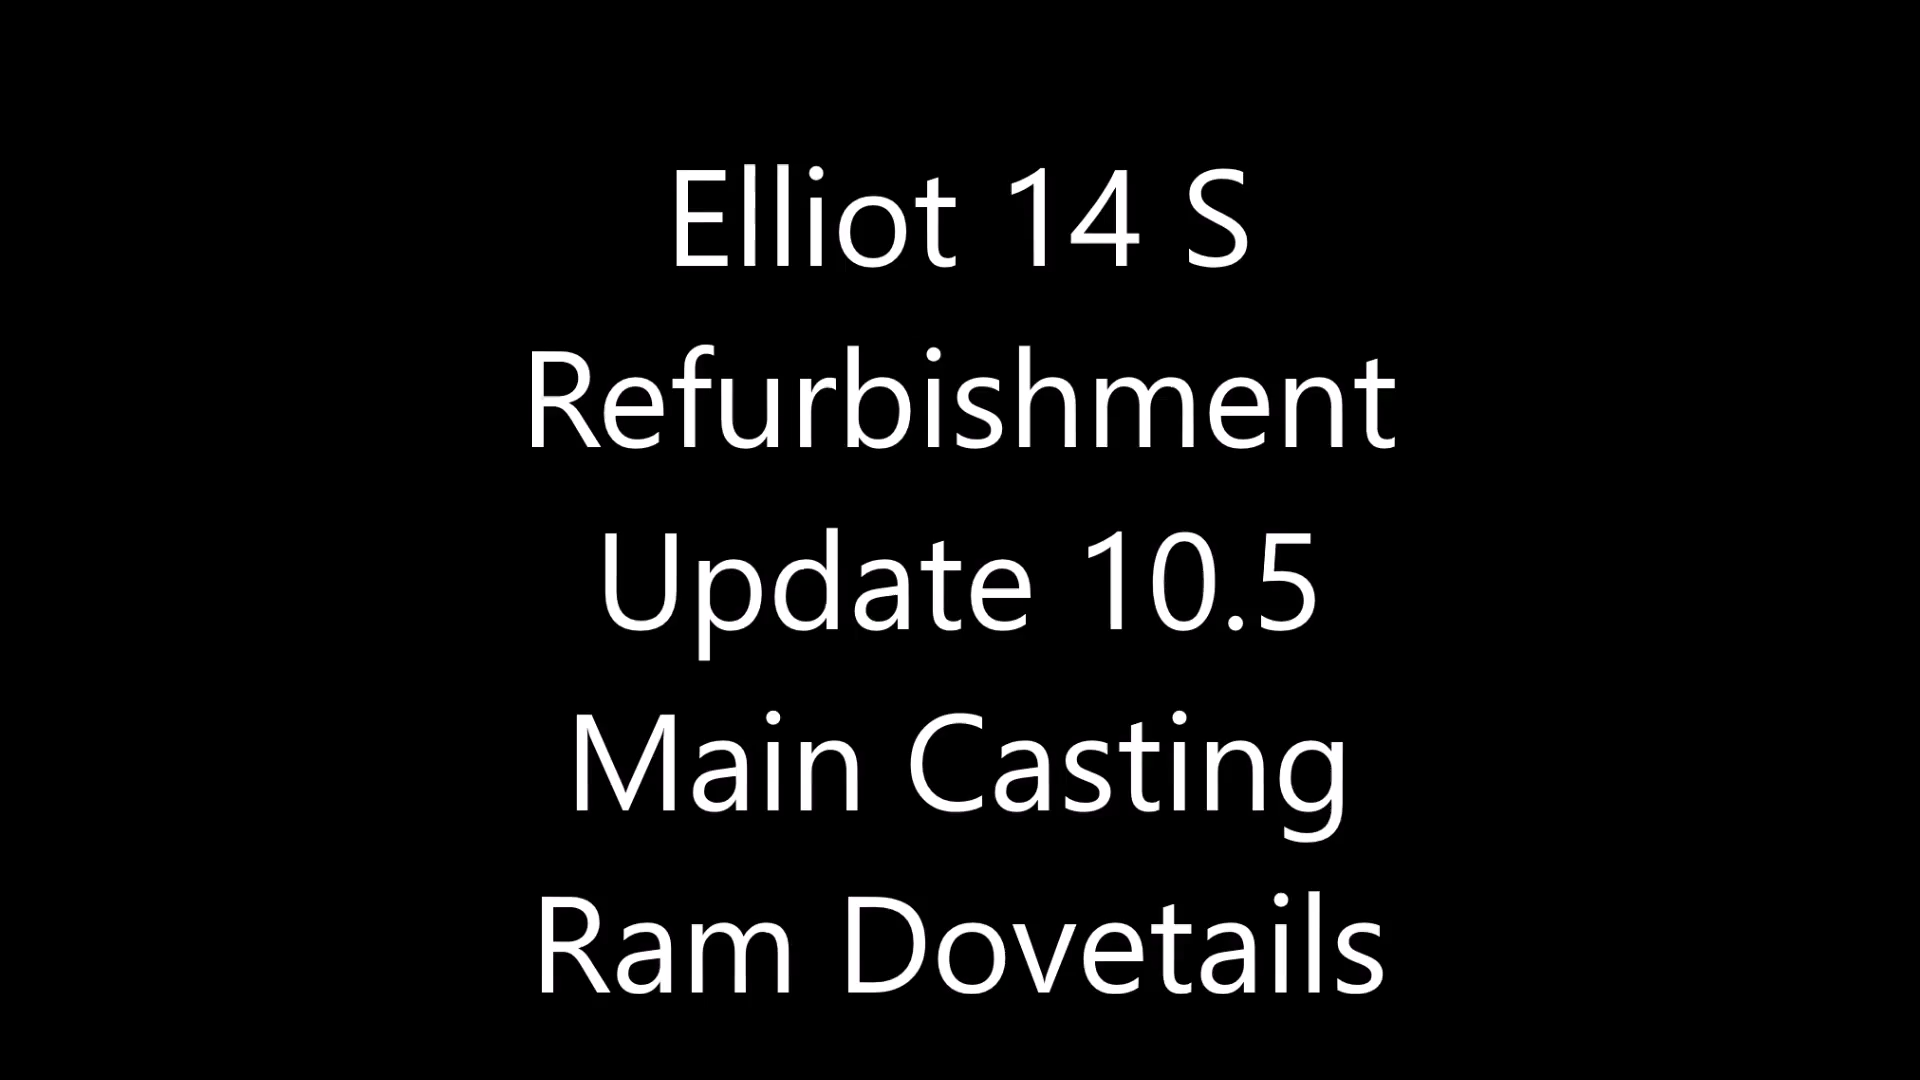 Elliot 14 S
Refurbishment
Update 10.5
Main Casting
Ram Dovetails